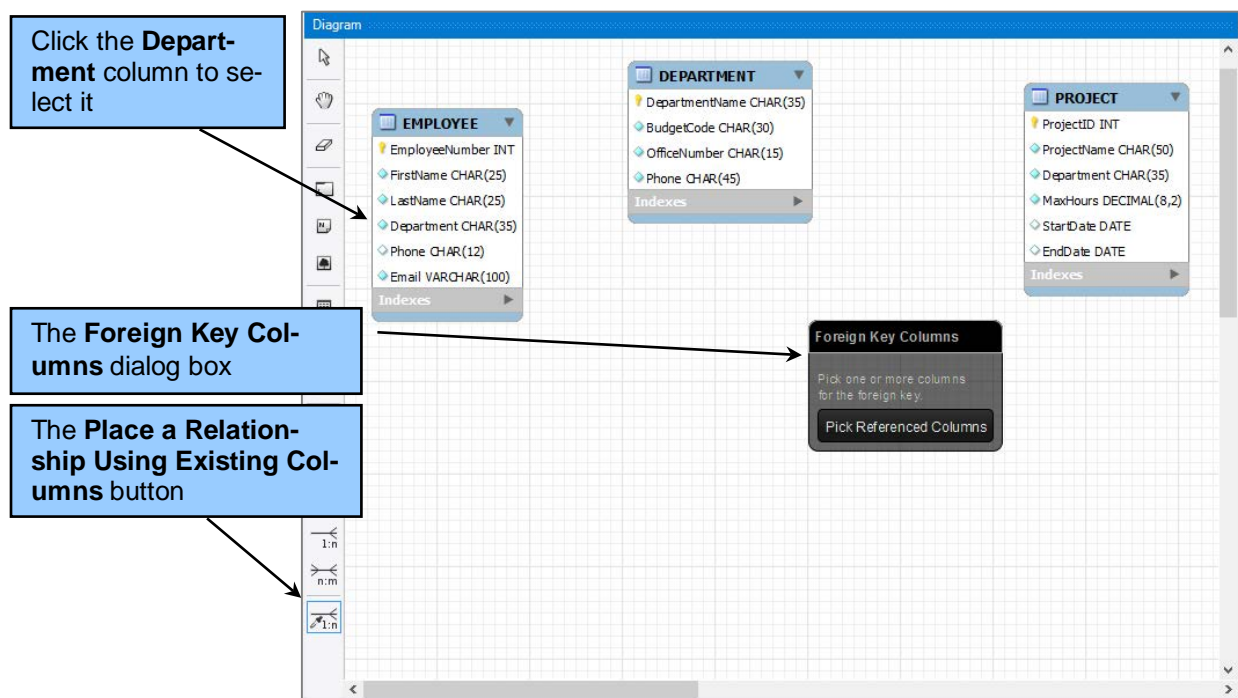 Click the Depart-
ment column to se-
lect it
The Foreign Key Col-
umns dialog box
The Place a Relation-
ship Using Existing Col-
umns button
Diagram
EMPLOYEE
EmployeeNumber INT
FirstName CHAR(25)
LastName CHAR(25)
Department CHAR(35)
Phone CHAR(12)
Email VARCHAR(100)
Indexes
DEPARTMENT
DepartmentName CHAR(35)
BudgetCode CHAR(30)
OfficeNumber CHAR(15)
Phone CHAR(45)
Indexes
PROJECT
ProjectID INT
ProjectName CHAR(50)
Department CHAR(35)
MaxHours DECIMAL(8,2)
StartDate DATE
EndDate DATE
Indexes
Foreign Key Columns
Pick one or more columns
for the foreign key.
Pick Referenced Columns
1:n
n:m
1:n